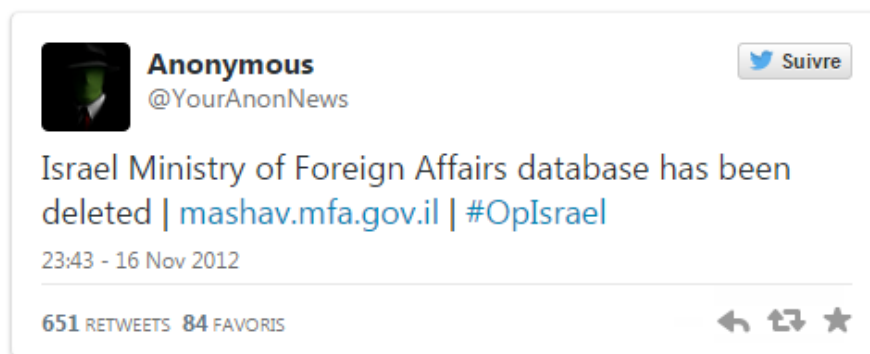 Anonymous
@YourAnonNews
Suivre
Israel Ministry of Foreign Affairs database has been
deleted | mashav.mfa.gov.il | #OpIsrael
23:43 - 16 Nov 2012
651 RETWEETS 84 FAVORIS